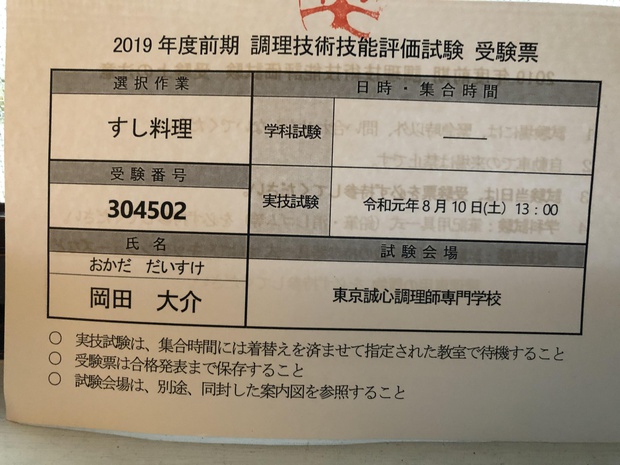 2019年度前期 調理技術技能評価試験 受験票
選択作業
すし料理
受験番号
304502
氏名
おかだ だいすけ
岡田 大介
日時・集合時間
学科試験
実技試験
令和元年8月10日(土) 13:00
試験会場
東京誠心調理師専門学校
○ 実技試験は、集合時間には着替えを済ませて指定された教室で待機すること
○ 受験票は合格発表まで保存すること
○ 試験会場は、別途、同封した案内図を参照すること